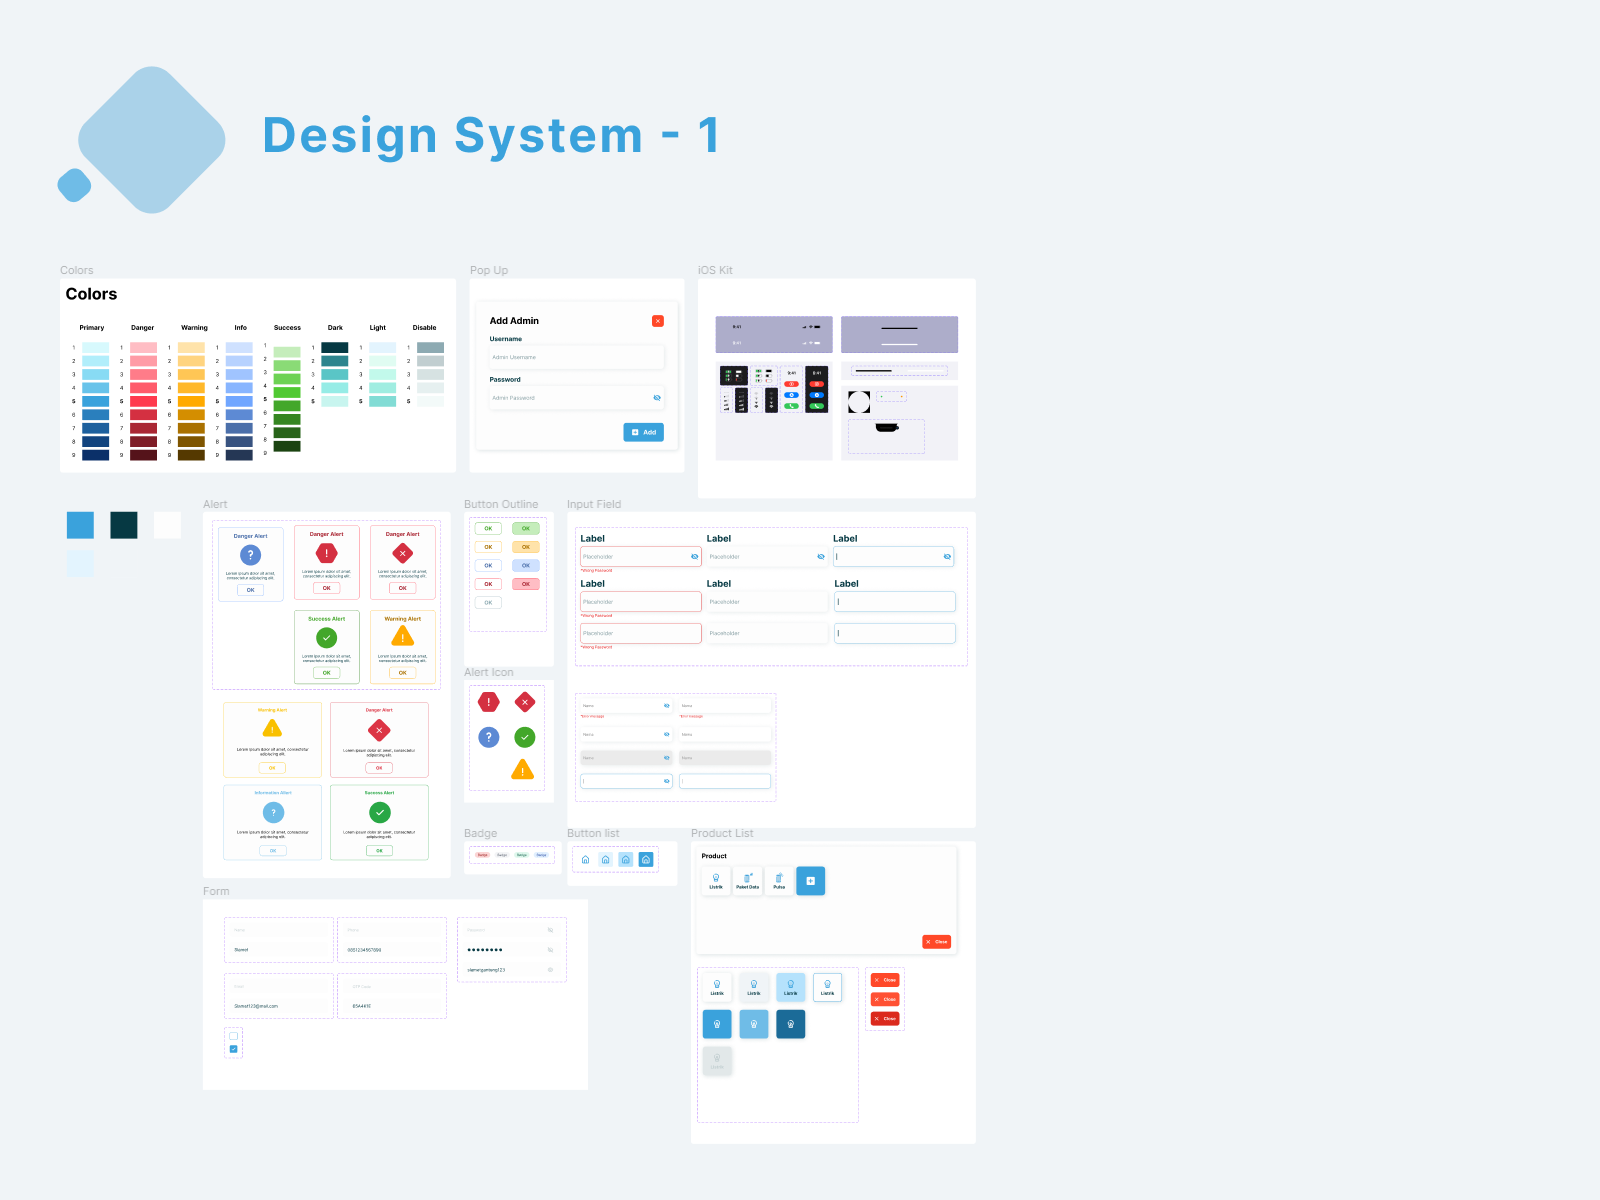 Design System - 1
Colors
Colors
Primary Danger Warning Info Success Dark Light Disable
1 1 1 1 1 1 1 1
2 2 2 2 2 2 2 2
3 3 3 3 3 3 3 3
4 4 4 4 4 4 4 4
5 5 5 5 5 5 5 5
6 6 6 6 6
7 7 7 7 7
8 8 8 8 8
9 9 9 9 9
Pop Up
Add Admin
Username
Admin Username
Password
Admin Password
Add
iOS Kit
9:41
9:41
9:41 9:41
Alert
Denger Alert
Lorem ipsum dolor sit amet,
consectetur adipiscing elit.
OK
Danger Alert
Lorem ipsum dolor sit amet,
consectetur adipiscing elit.
OK
Danger Alert
Lorem ipsum dolor sit amet,
consectetur adipiscing elit.
OK
Success Alert
Lorem ipsum dolor sit amet,
consectetur adipiscing elit.
OK
Warning Alert
Lorem ipsum dolor sit amet,
consectetur adipiscing elit.
OK
Warning Alert
Lorem ipsum dolor sit amet, consectetur
adipiscing elit.
OK
Danger Alert
Lorem ipsum dolor sit amet, consectetur
adipiscing elit.
OK
Information Allert
Lorem ipsum dolor sit amet, consectetur
adipiscing elit.
OK
Success Alert
Lorem ipsum dolor sit amet, consectetur
adipiscing elit.
OK
Button Outline
OK OK
OK OK
OK OK
OK OK
OK
Alert Icon
Input Field
Label Label Label
Placeholder Placeholder
*Wrong Password
Label Label Label
Placeholder Placeholder
*Wrong Password
Placeholder Placeholder
*Wrong Password
Name Name
*Error message *Error message
Name Name
Name Name
Badge
Badge Badge Badge Badge
Button list
Product List
Product
Listrik Paket Data Pulsa
Close
Listrik Listrik Listrik Listrik
Listrik
Close
Close
Close
Form
Name
Slamet
Phone
0851234567890
Password
slametganteng123
Email
Slamet123@mail.com
B5A4K1E